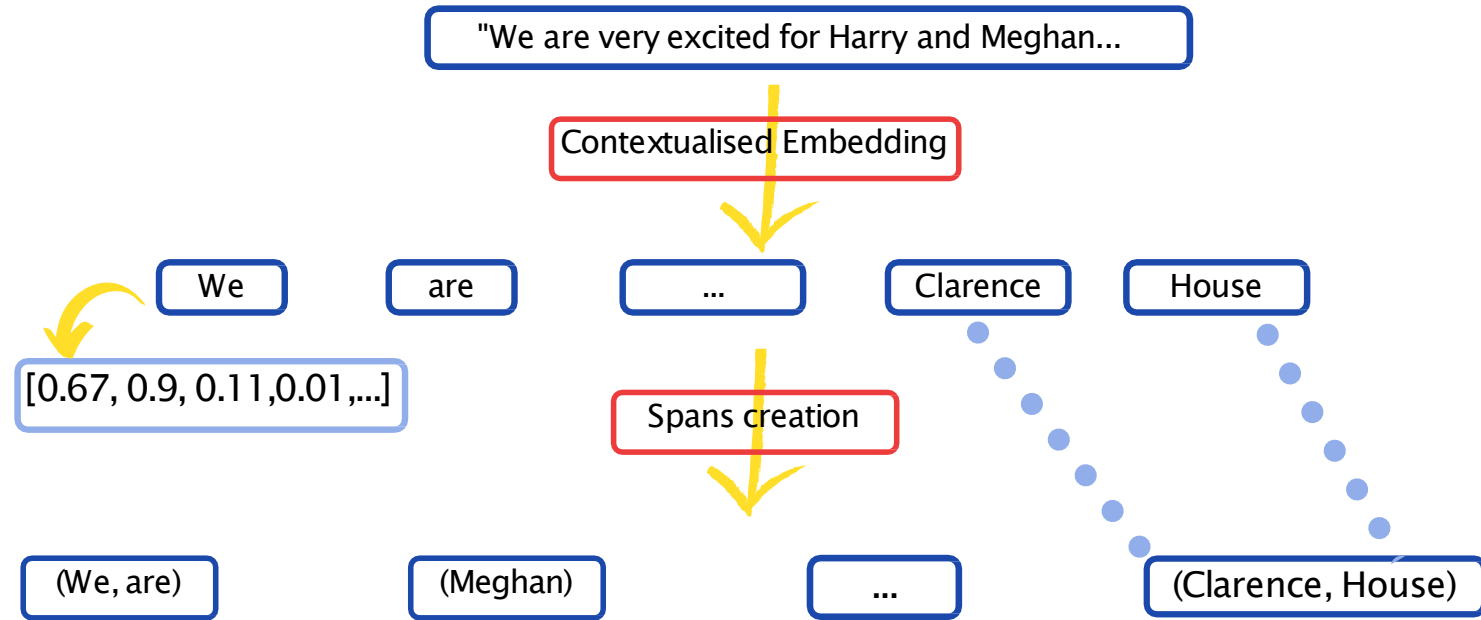 "We are very excited for Harry and Meghan...
Contextualised Embedding
We
are
...
Clarence
House
[0.67, 0.9, 0.11,0.01,...]
Spans creation
(We, are)
(Meghan)
...
(Clarence, House)